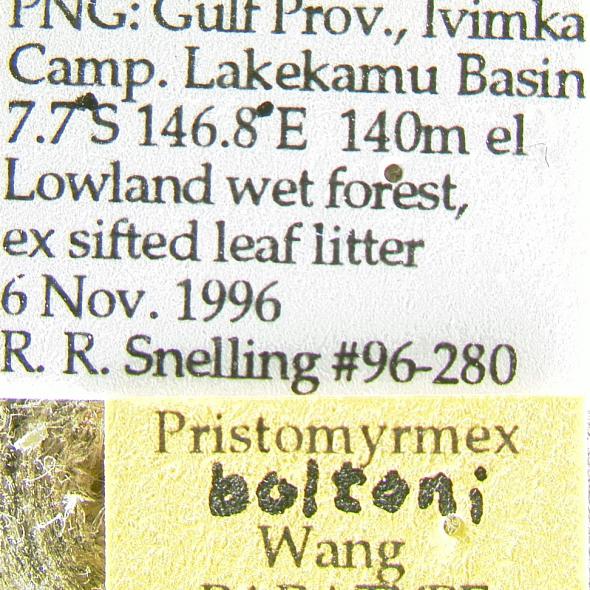 PNG: Gulf Prov., Ivimka
Camp. Lakekamu Basin
7.7°S 146.8°E 140m el
Lowland wet forest,
ex sifted leaf litter
6 Nov. 1996
R. R. Snelling #96-280
Pristomyrmex
boltoni
Wang
PARATYPE